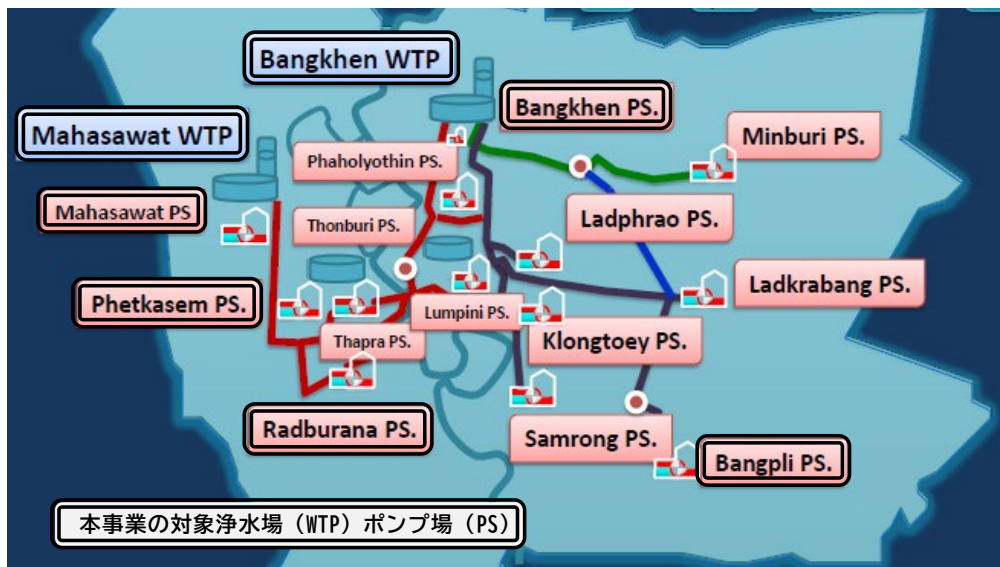 Bangkhen WTP
Bangkhen PS.
Mahasawat WTP
Minburi PS.
Phaholyothin PS.
Mahasawat PS
Thonburi PS.
Ladphrao PS.
Phetkasem PS.
Ladkrabang PS.
Lumpini PS.
Thapra PS.
Klongtoey PS.
Radburana PS.
Samrong PS.
Bangpli PS.
本事業の対象浄水場（WTP）ポンプ場（PS）